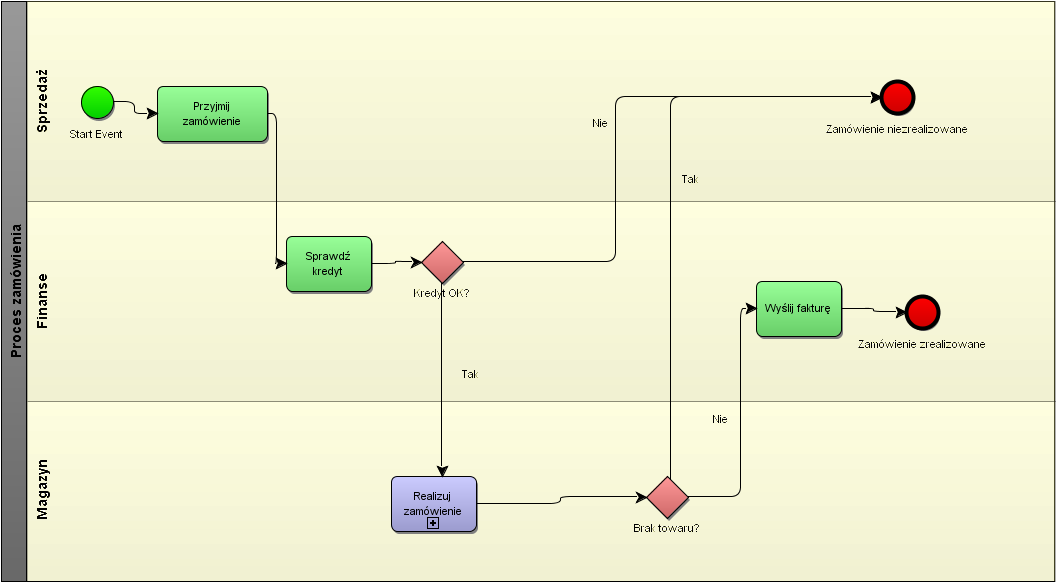 Proces zamówienia
Sprzedaż
Start Event
Przyjmij
zamówienie
Nie
Tak
Zamówienie niezrealizowane
Finanse
Sprawdź
kredyt
Kredyt OK?
Tak
Wyślij fakturę
Zamówienie zrealizowane
Magazyn
Realizuj
zamówienie
Brak towaru?
Nie